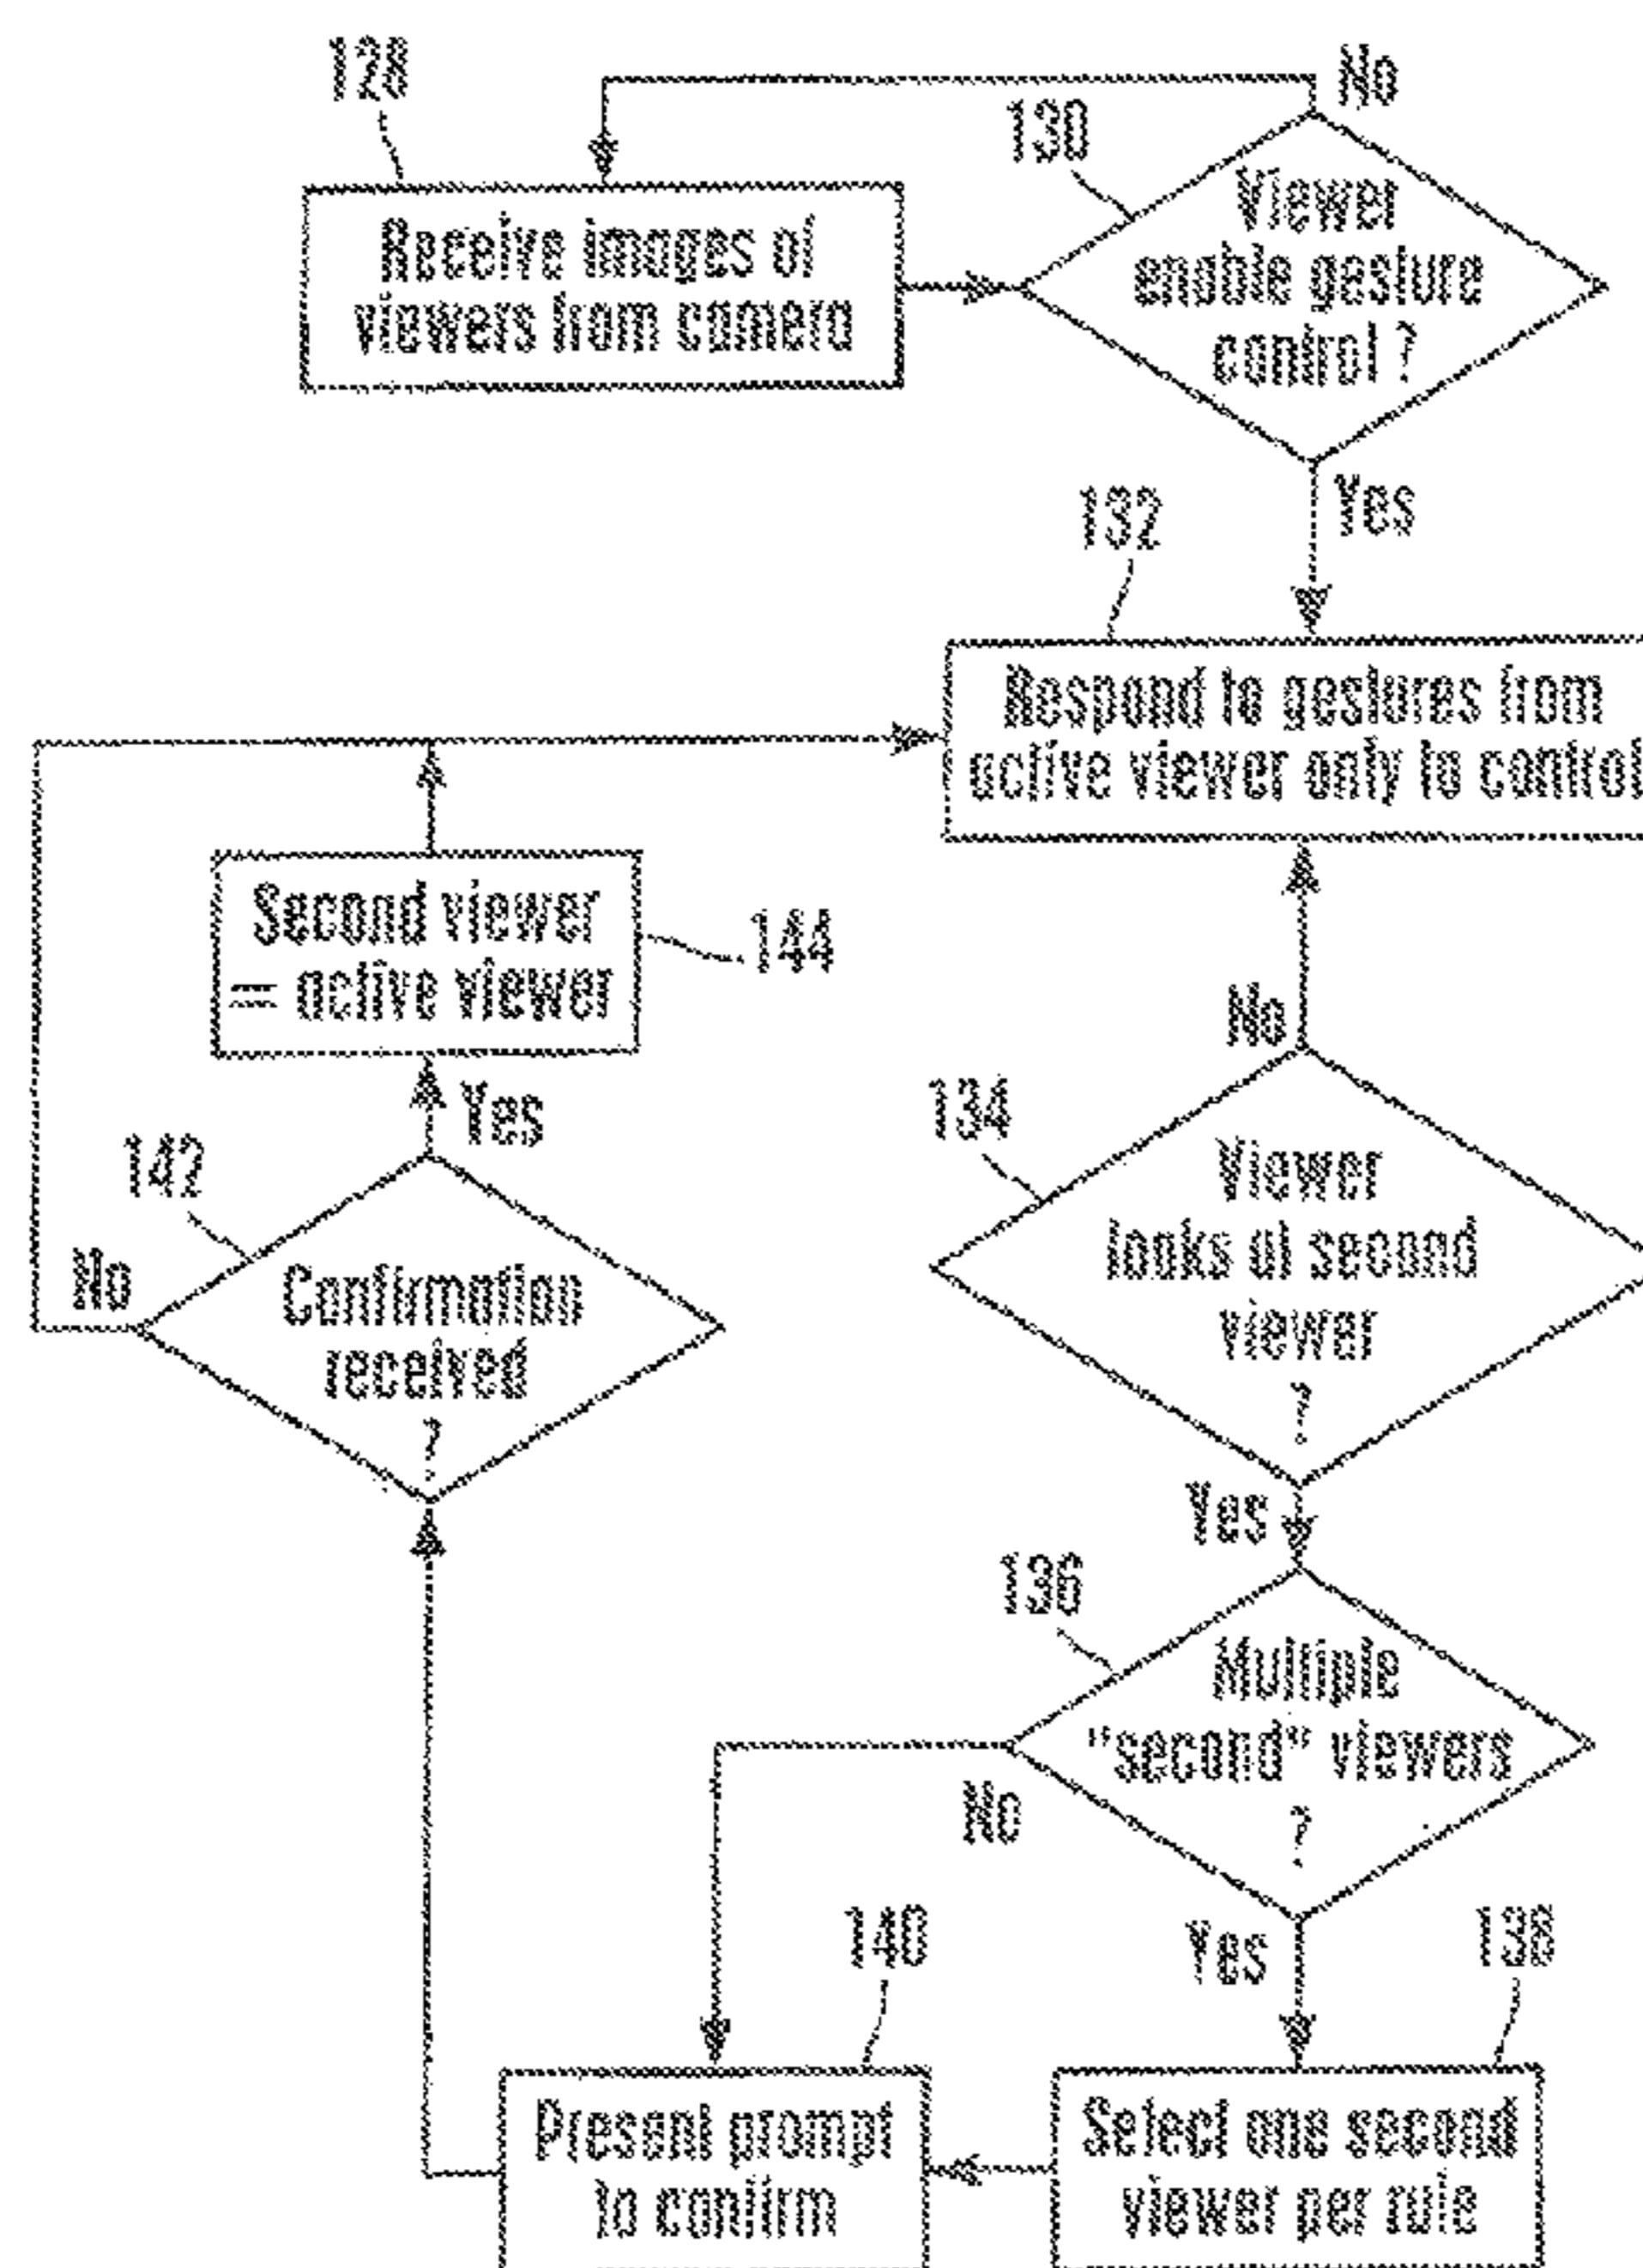 128
No
130
Receive images of
viewers from camera
Viewer
enable gesture
control ?
Yes
132
Respond to gestures from
active viewer only to control
Second viewer
= active viewer
144
No
Yes
134
142
Viewer
looks at second
viewer
?
No
Confirmation
received
?
Yes
136
Multiple
"second" viewers
?
No
140
Yes
138
Present prompt
to confirm
Select one second
viewer per rule